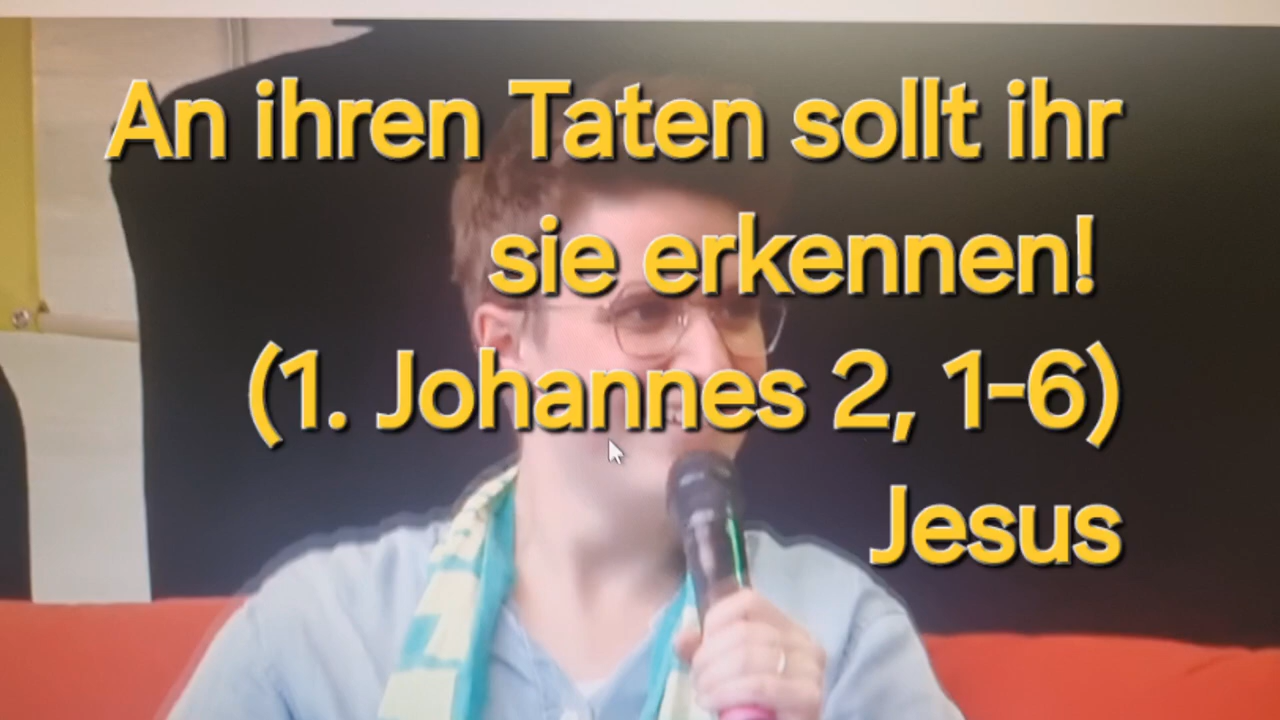 An ihren Taten sollt ihr
sie erkennen!
(1. Johannes 2, 1-6)
Jesus